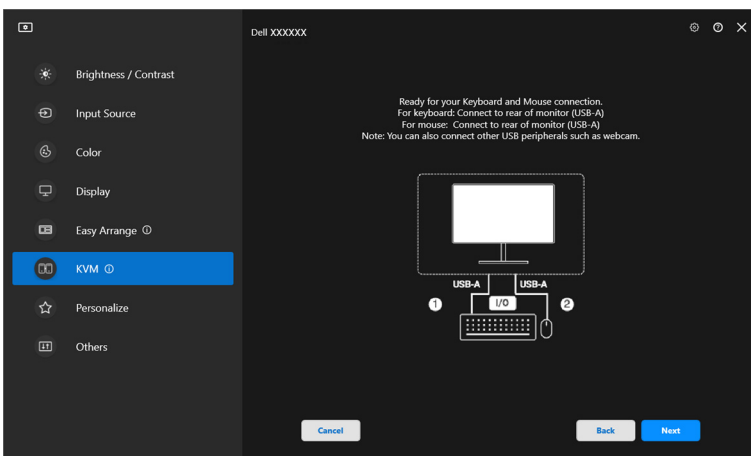 Dell XXXXXX
Brightness / Contrast
Input Source
Color
Display
Easy Arrange
KVM
Personalize
Others
Ready for your Keyboard and Mouse connection.
For keyboard: Connect to rear of monitor (USB-A)
For mouse: Connect to rear of monitor (USB-A)
Note: You can also connect other USB peripherals such as webcam.
USB-A USB-A
1 I/O 2
Cancel Back Next